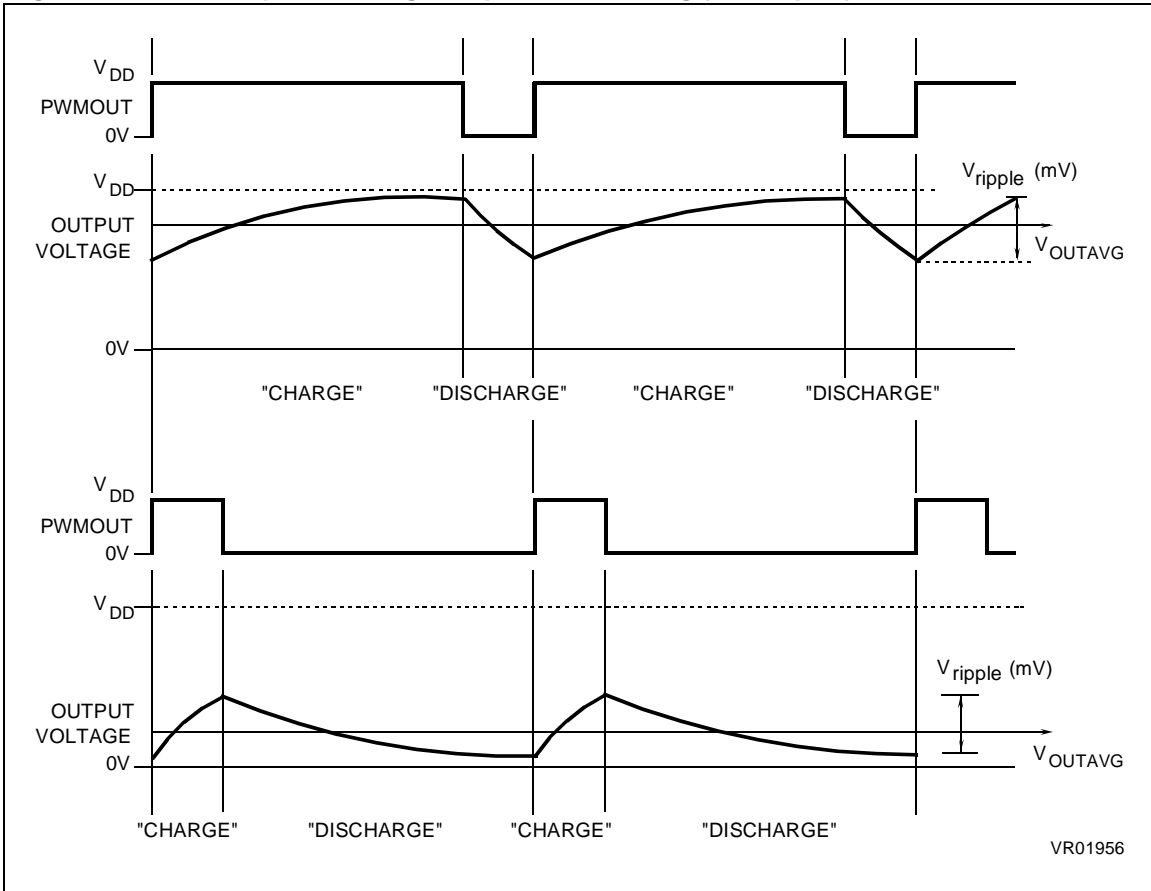 V DD
PWMOUT
0V
V DD
V ripple (mV)
OUTPUT
VOLTAGE
V OUTAVG
0V
"CHARGE" "DISCHARGE" "CHARGE" "DISCHARGE"
V DD
PWMOUT
0V
V DD
V ripple (mV)
OUTPUT
VOLTAGE
0V
V OUTAVG
"CHARGE" "DISCHARGE" "CHARGE" "DISCHARGE"
VR01956